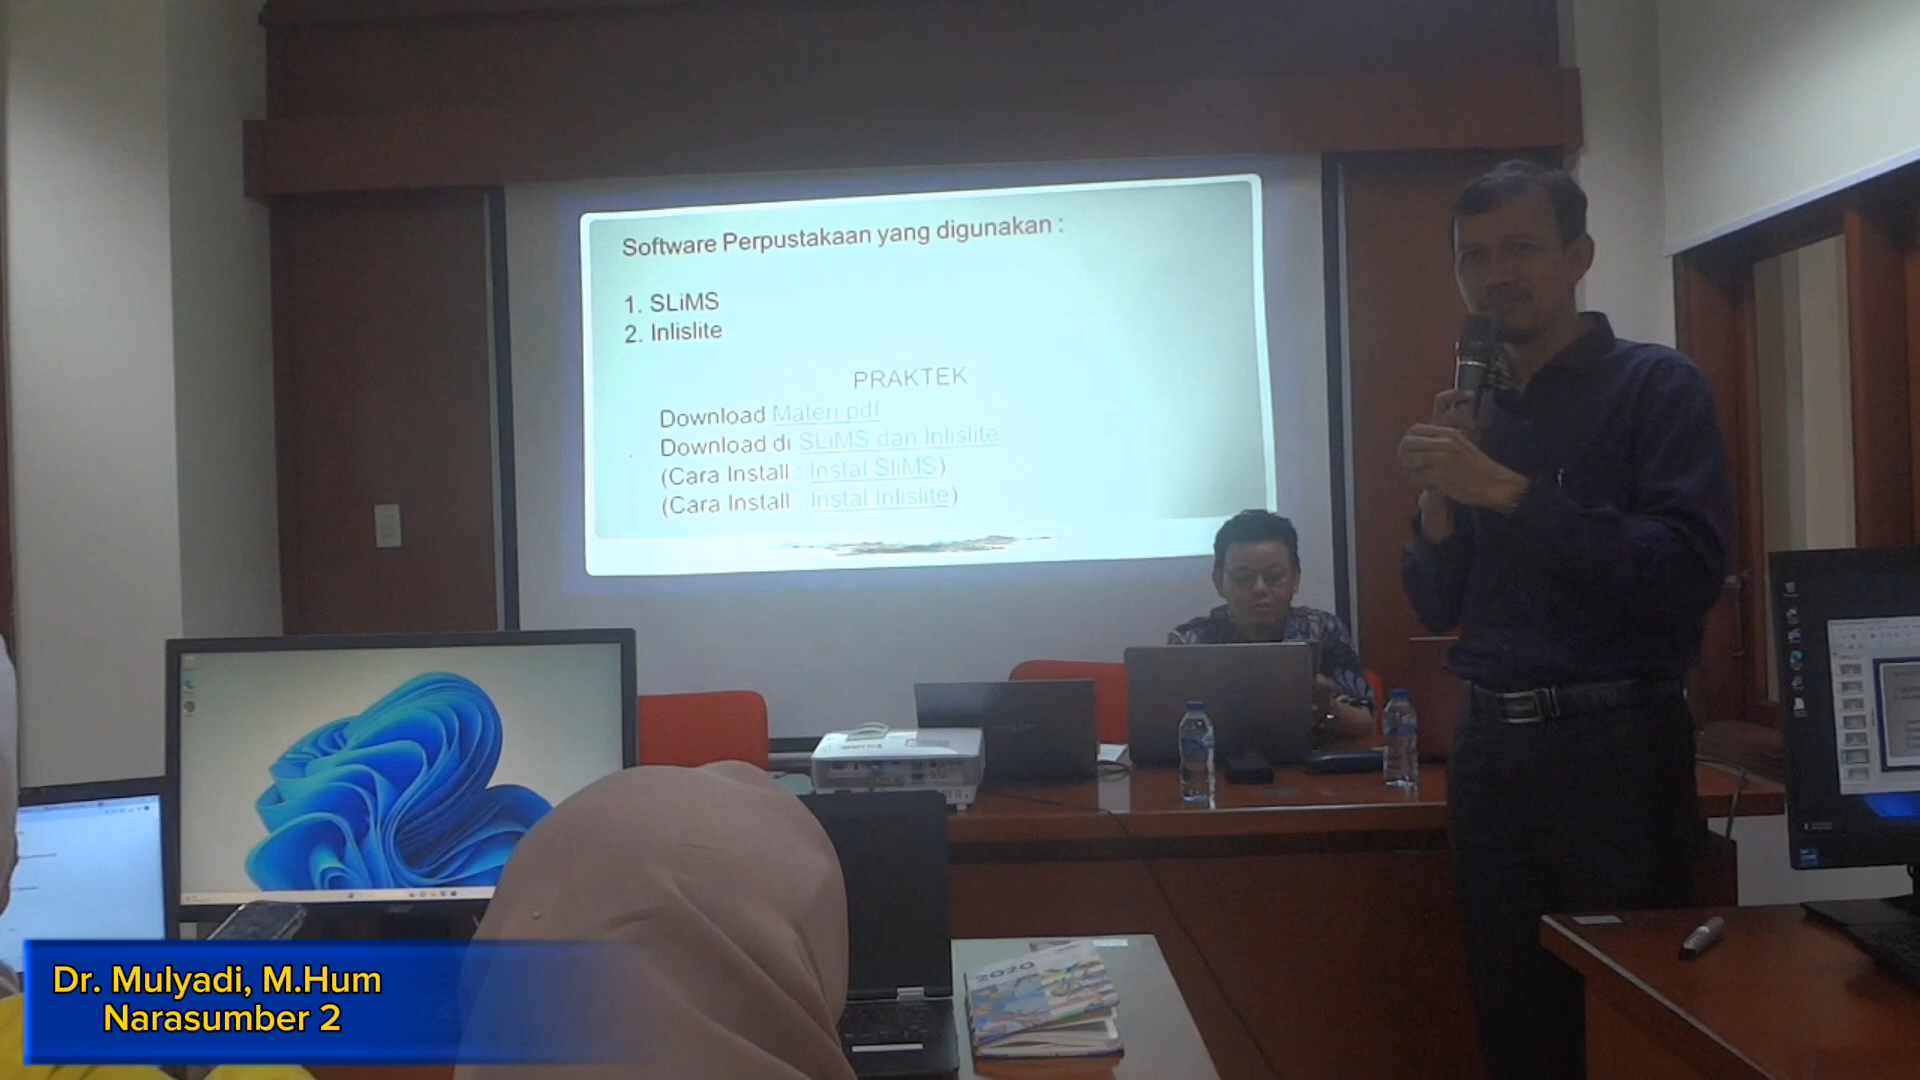 Software Perpustakaan yang digunakan :
1. SLiMS
2. Inlislite
PRAKTEK
Download Materi pdf
Download di SLiMS dan Inlislite
(Cara Install : Instal SliMS)
(Cara Install : Instal Inlislite)
2020
Dr. Mulyadi, M.Hum
Narasumber 2